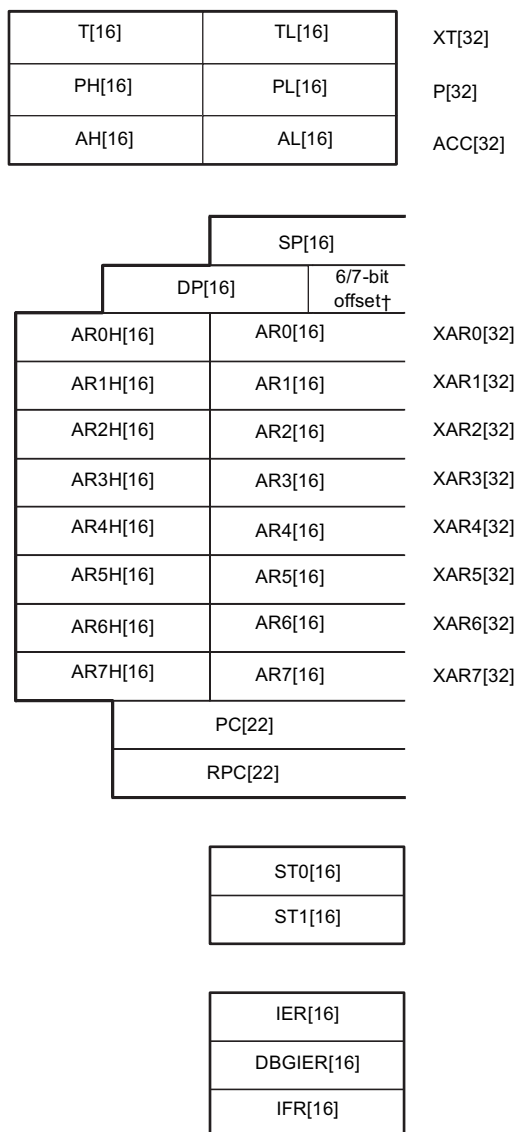 T[16] TL[16] XT[32]
PH[16] PL[16] P[32]
AH[16] AL[16] ACC[32]
SP[16]
DP[16] 6/7-bit
offset†
AR0H[16] AR0[16] XAR0[32]
AR1H[16] AR1[16] XAR1[32]
AR2H[16] AR2[16] XAR2[32]
AR3H[16] AR3[16] XAR3[32]
AR4H[16] AR4[16] XAR4[32]
AR5H[16] AR5[16] XAR5[32]
AR6H[16] AR6[16] XAR6[32]
AR7H[16] AR7[16] XAR7[32]
PC[22]
RPC[22]
ST0[16]
ST1[16]
IER[16]
DBGIER[16]
IFR[16]